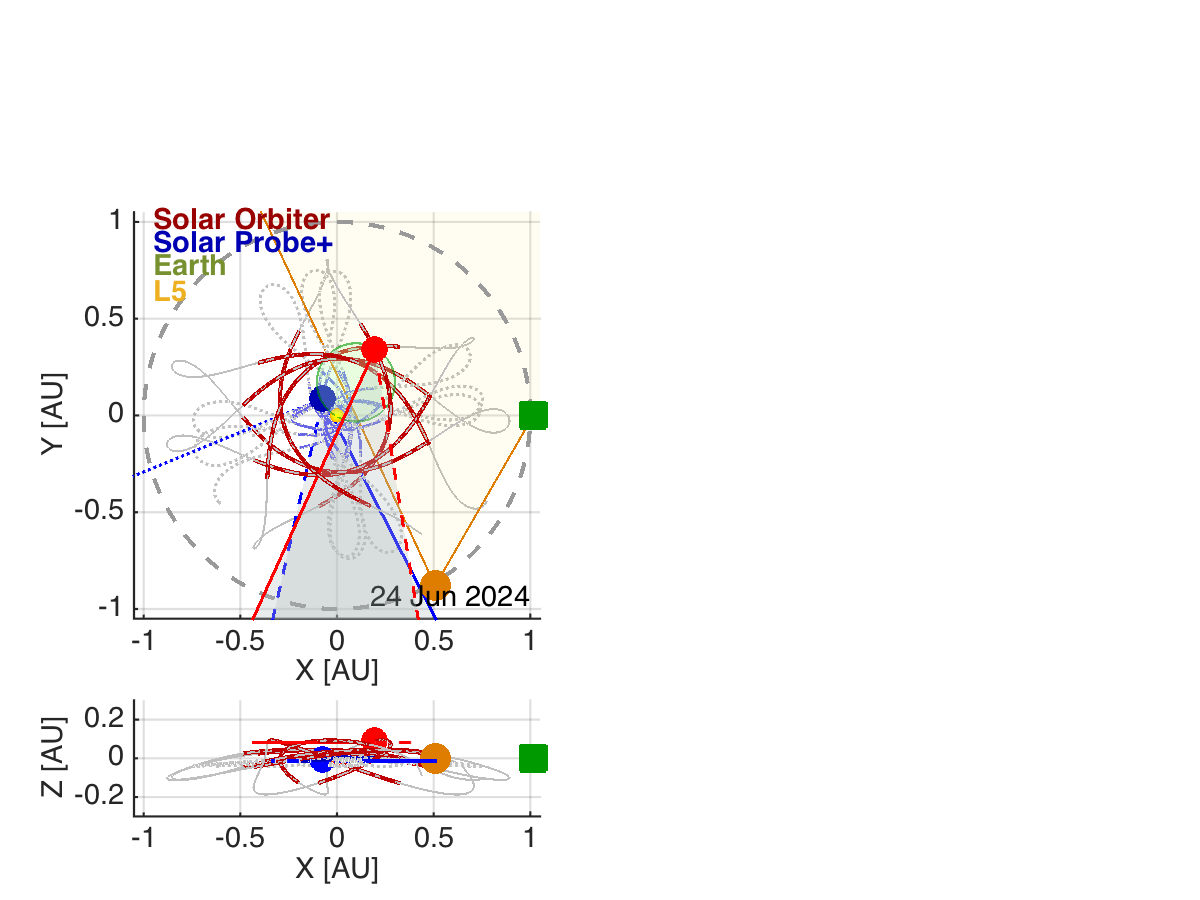 Solar Orbiter
Solar Probe+
Earth
L5
1
0.5
0
-0.5
-1
Y [AU]
24 Jun 2024
-1 -0.5 0 0.5 1
X [AU]
0.2
0
-0.2
Z [AU]
-1 -0.5 0 0.5 1
X [AU]